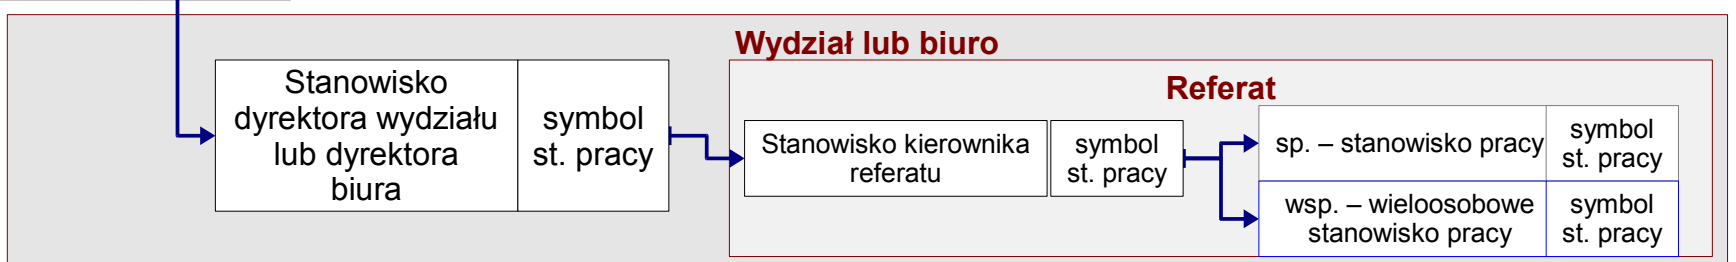 Wydział lub biuro
Stanowisko
dyrektora wydziału
lub dyrektora
biura
symbol
st. pracy
Referat
Stanowisko kierownika
referatu
symbol
st. pracy
sp. – stanowisko pracy
symbol
st. pracy
wsp. – wieloosobowe
stanowisko pracy
symbol
st. pracy